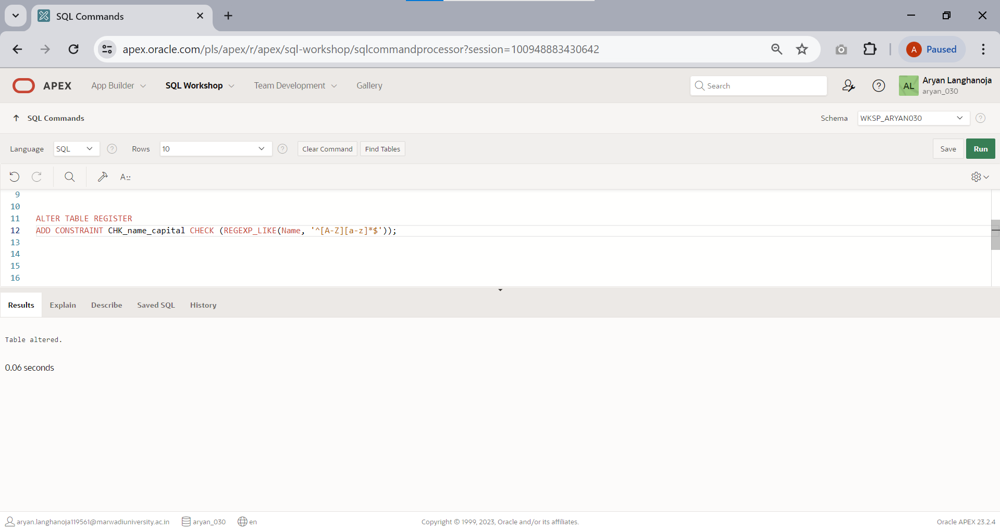 SQL Commands
apex.oracle.com/pls/apex/r/apex/sql-workshop/sqlcommandprocessor?session=100948883430642
A Paused
APEX App Builder SQL Workshop Team Development Gallery Search AL Aryan Langhanoja
aryan_030
SQL Commands Schema WKSP_ARYAN030
Language SQL Rows 10 Clear Command Find Tables Save Run
A
9
10
11 ALTER TABLE REGISTER
12 ADD CONSTRAINT CHK_name_capital CHECK (REGEXP_LIKE(Name, '^[A-Z][a-z]*$'));
13
14
15
16
Results Explain Describe Saved SQL History
Table altered.
0.06 seconds
aryan.langhanoja119561@marwadiuniversity.ac.in aryan_030 en Copyright © 1999, 2023, Oracle and/or its affiliates. Oracle APEX 23.2.4